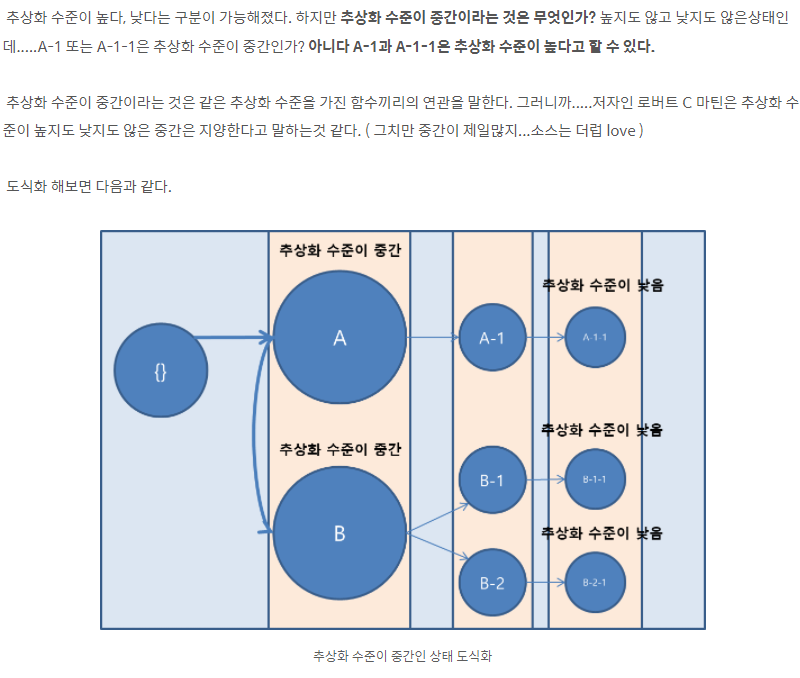 추상화 수준이 높다, 낮다는 구분이 가능해졌다. 하지만 추상화 수준이 중간이라는 것은 무엇인가? 높지도 않고 낮지도 않은상태인
데.....A-1 또는 A-1-1은 추상화 수준이 중간인가? 아니다 A-1과 A-1-1은 추상화 수준이 높다고 할 수 있다.
추상화 수준이 중간이라는 것은 같은 추상화 수준을 가진 함수끼리의 연관을 말한다. 그러니까.....저자인 로버트 C 마틴은 추상화 수
준이 높지도 낮지도 않은 중간은 지양한다고 말하는것 같다. ( 그치만 중간이 제일많지...소스는 더럽 love )
도식화 해보면 다음과 같다.
추상화 수준이 중간
추상화 수준이 낮음
{}
A
A-1
A-1-1
추상화 수준이 중간
추상화 수준이 낮음
B
B-1
B-1-1
추상화 수준이 낮음
B-2
B-2-1
추상화 수준이 중간인 상태 도식화